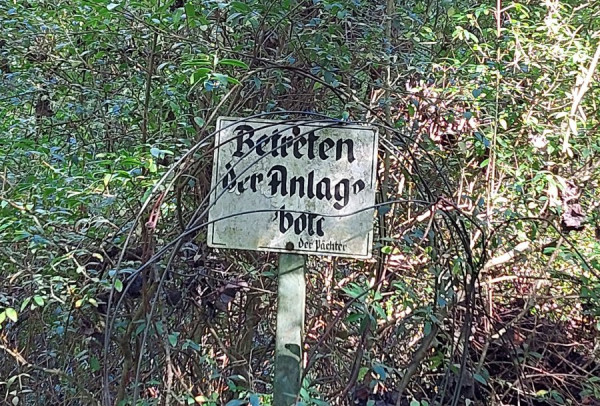 Betreten
der Anlage
der Pächter